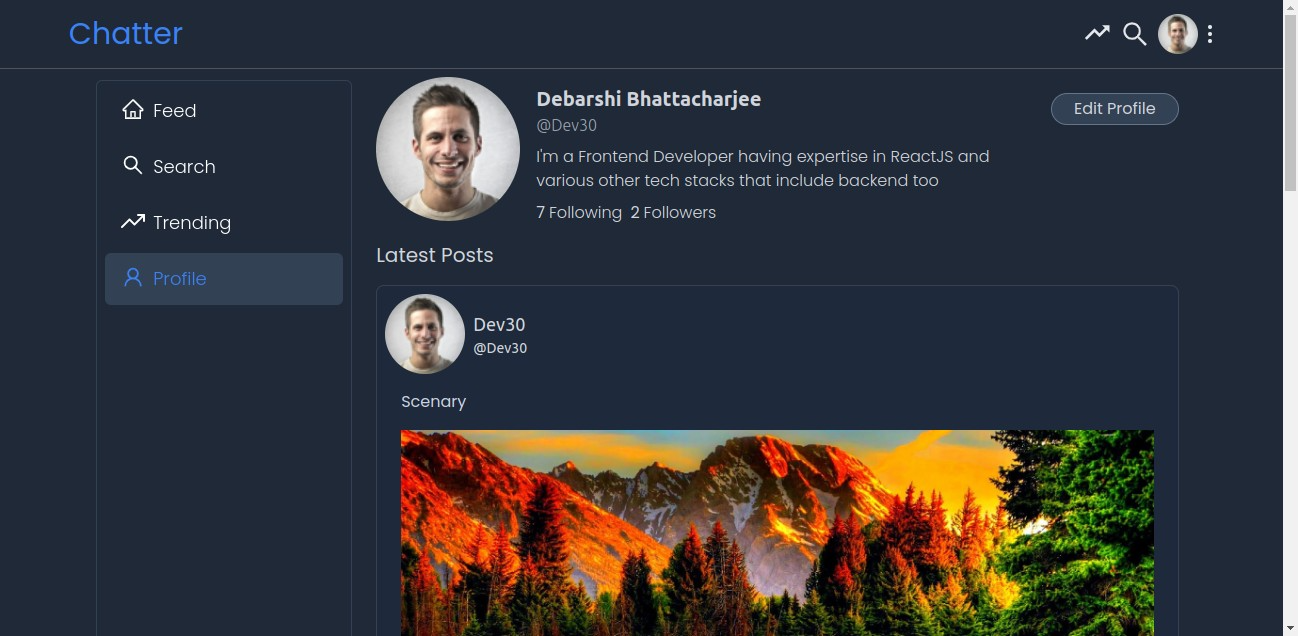 Chatter
Feed
Search
Trending
Profile
Debarshi Bhattacharjee
@Dev30
Edit Profile
I'm a Frontend Developer having expertise in ReactJS and
various other tech stacks that include backend too
7 Following 2 Followers
Latest Posts
Dev30
@Dev30
Scenary